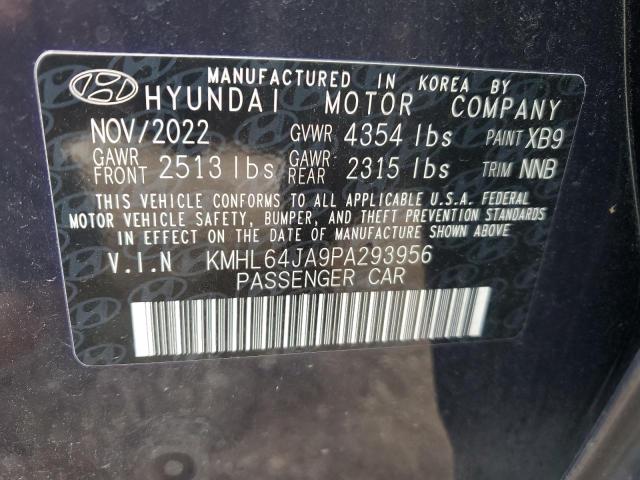 MANUFACTURED IN KOREA BY
HYUNDAI MOTOR COMPANY
NOV/2022 GVWR 4354 lbs PAINT XB9
GAWR FRONT 2513 lbs GAWR REAR 2315 lbs TRIM NNB
THIS VEHICLE CONFORMS TO ALL APPLICABLE U.S.A. FEDERAL
MOTOR VEHICLE SAFETY, BUMPER, AND THEFT PREVENTION STANDARDS
IN EFFECT ON THE DATE OF MANUFACTURE SHOWN ABOVE
V.I.N KMHL64JA9PA293956
PASSENGER CAR